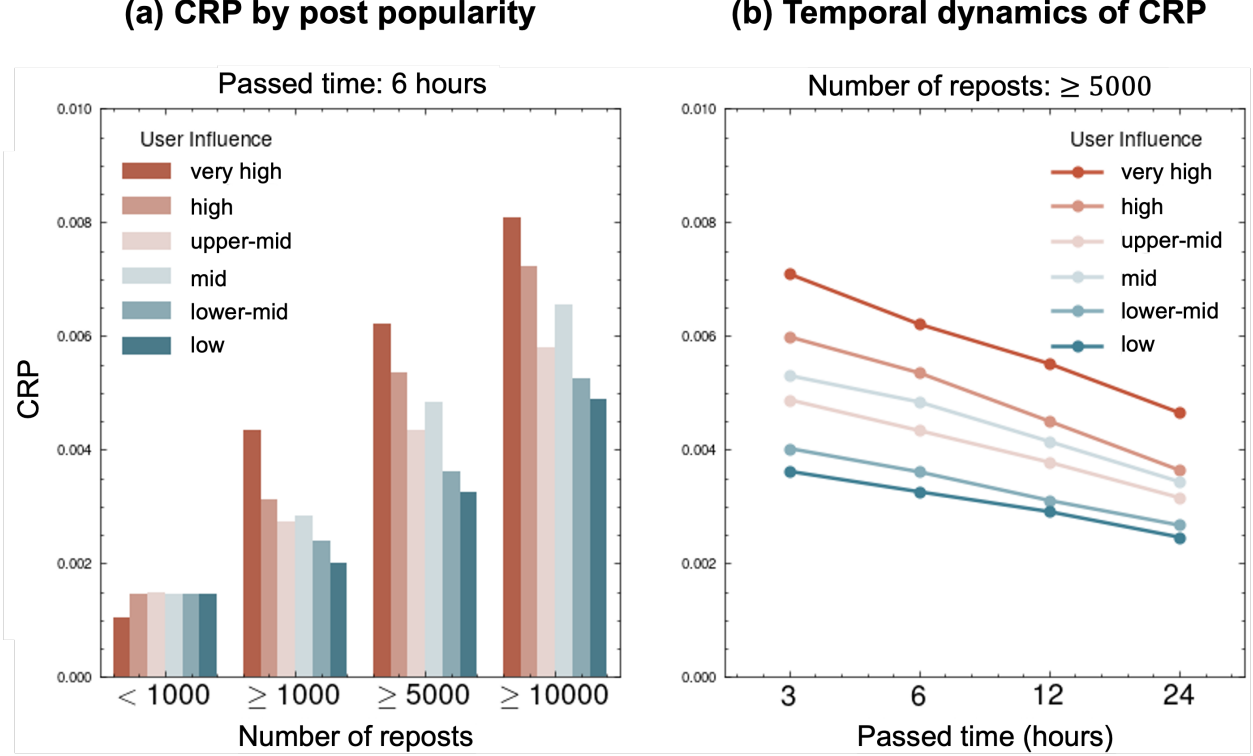 (a) CRP by post popularity
Passed time: 6 hours
0.010
0.008
0.006
0.004
0.002
0.000
CRP
User Influence
very high
high
upper-mid
mid
lower-mid
low
< 1000
≥ 1000
≥ 5000
≥ 10000
Number of reposts
(b) Temporal dynamics of CRP
Number of reposts: ≥ 5000
0.010
0.008
0.006
0.004
0.002
0.000
User Influence
very high
high
upper-mid
mid
lower-mid
low
3
6
12
24
Passed time (hours)